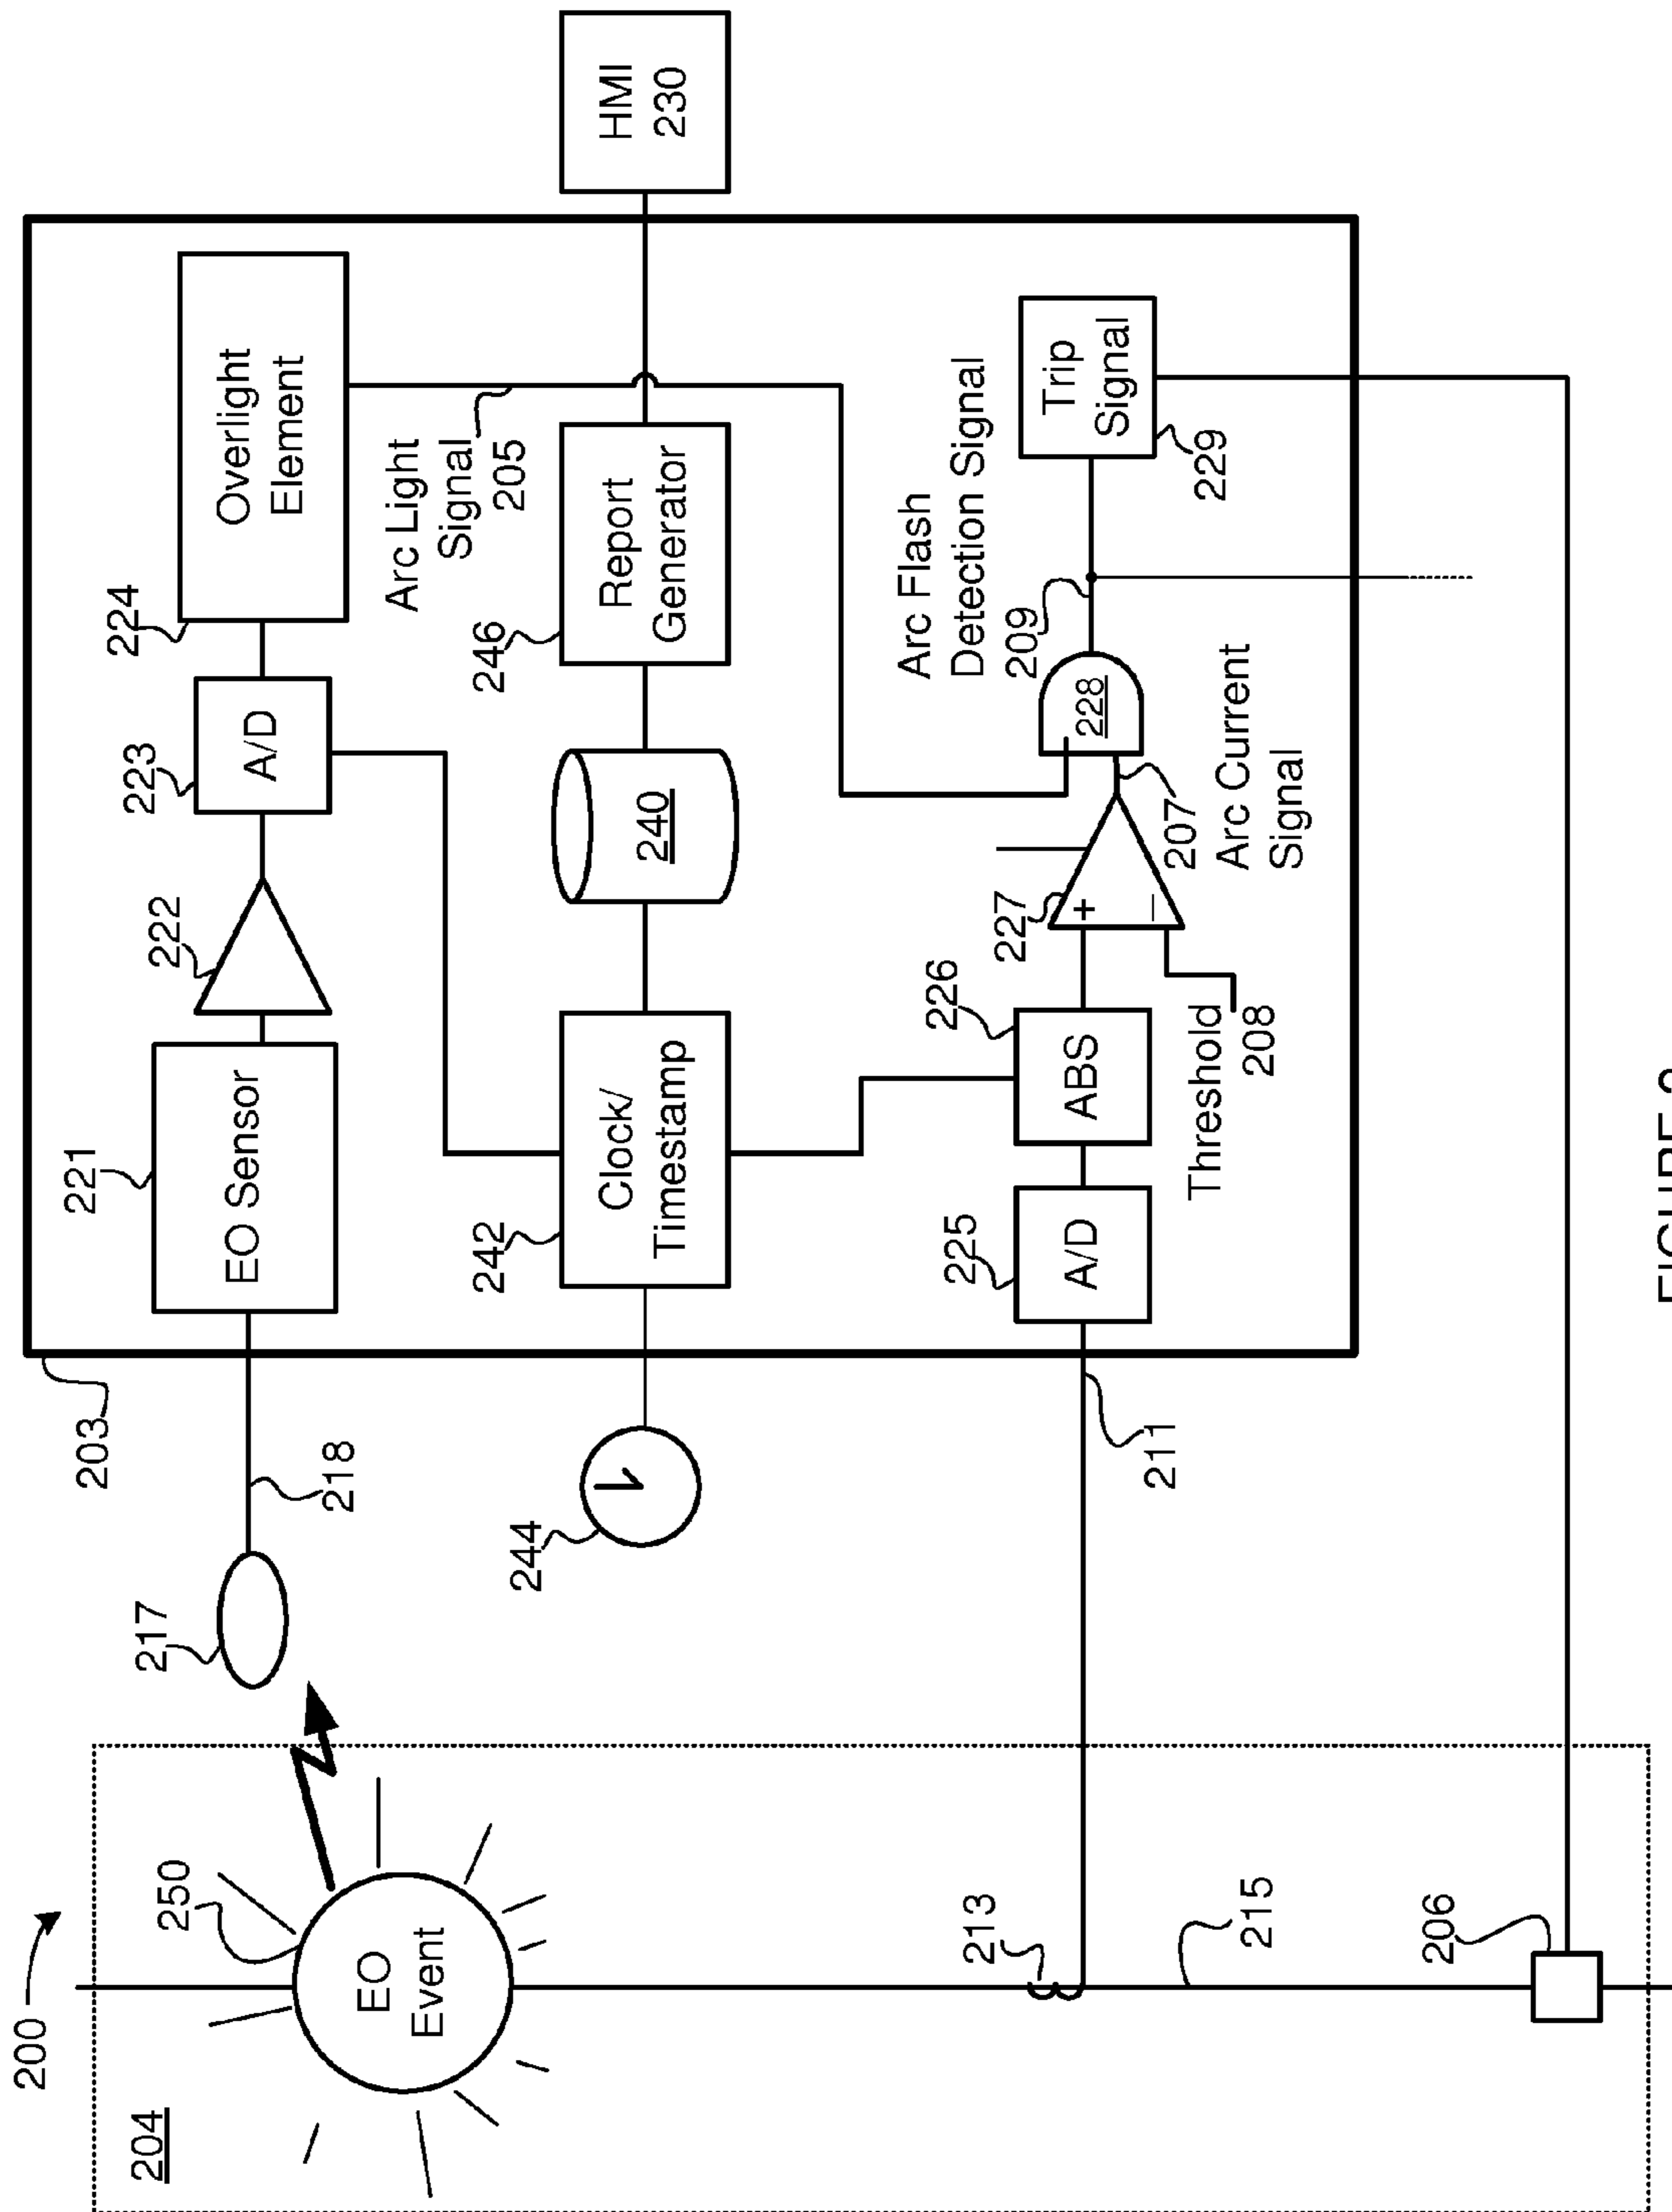 200
204
250
EO
Event
217
218
203
221
EO Sensor
222
223
A/D
224
Overlight
Element
Arc Light
Signal
205
244
242
Clock/
Timestamp
240
246
Report
Generator
HMI
230
213
215
206
211
225
A/D
226
ABS
Threshold
208
227
+
–
207
Arc Current
Signal
228
209
Arc Flash
Detection Signal
Trip
Signal
229